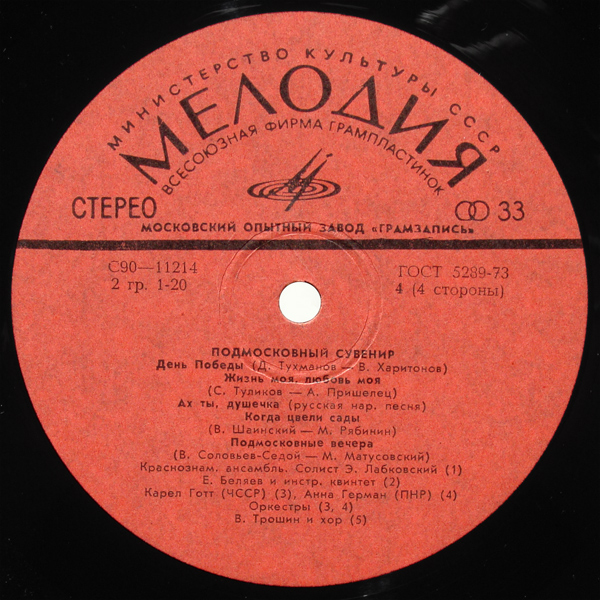 МИНИСТЕРСТВО КУЛЬТУРЫ СССР
МЕЛОДИЯ
ВСЕСОЮЗНАЯ ФИРМА ГРАМПЛАСТИНОК
СТЕРЕО 33
МОСКОВСКИЙ ОПЫТНЫЙ ЗАВОД «ГРАМЗАПИСЬ»
С90—11214 ГОСТ 5289-73
2 гр. 1-20 4 (4 стороны)
ПОДМОСКОВНЫЙ СУВЕНИР
День Победы (Д. Тухманов — В. Харитонов)
Жизнь моя, любовь моя
(С. Туликов — А. Пришелец)
Ах ты, душечка (русская нар. песня)
Когда цвели сады
(В. Шаинский — М. Рябинин)
Подмосковные вечера
(В. Соловьев-Седой — М. Матусовский)
Краснознам. ансамбль. Солист Э. Лабковский (1)
Е. Беляев и инстр. квинтет (2)
Карел Готт (ЧССР) (3), Анна Герман (ПНР) (4)
Оркестры (3, 4)
В. Трошин и хор (5)